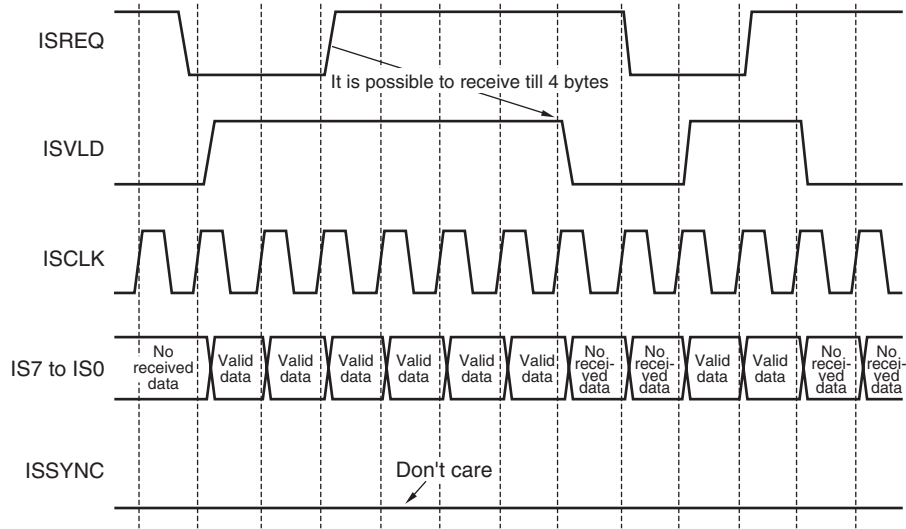 ISREQ
It is possible to receive till 4 bytes
ISVLD
ISCLK
IS7 to IS0
No
received
data
Valid
data
Valid
data
Valid
data
Valid
data
Valid
data
Valid
data
No
recei-
ved
data
No
recei-
ved
data
Valid
data
Valid
data
No
recei-
ved
data
No
recei-
ved
data
ISSYNC
Don't care